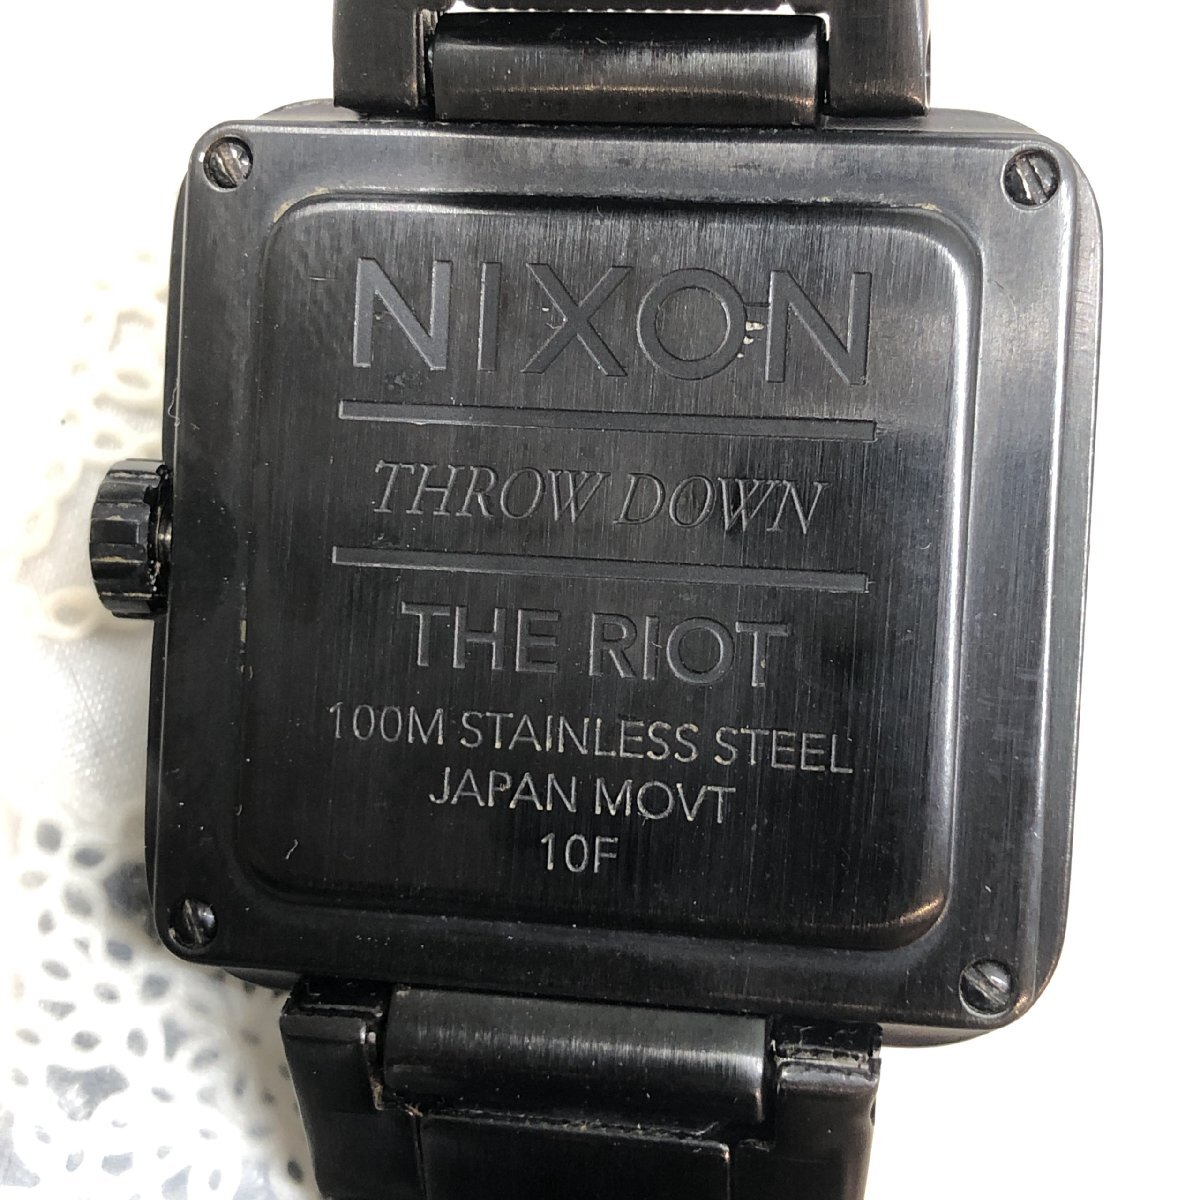 NIXON
THROW DOWN
THE RIOT
100M STAINLESS STEEL
JAPAN MOVT
10F